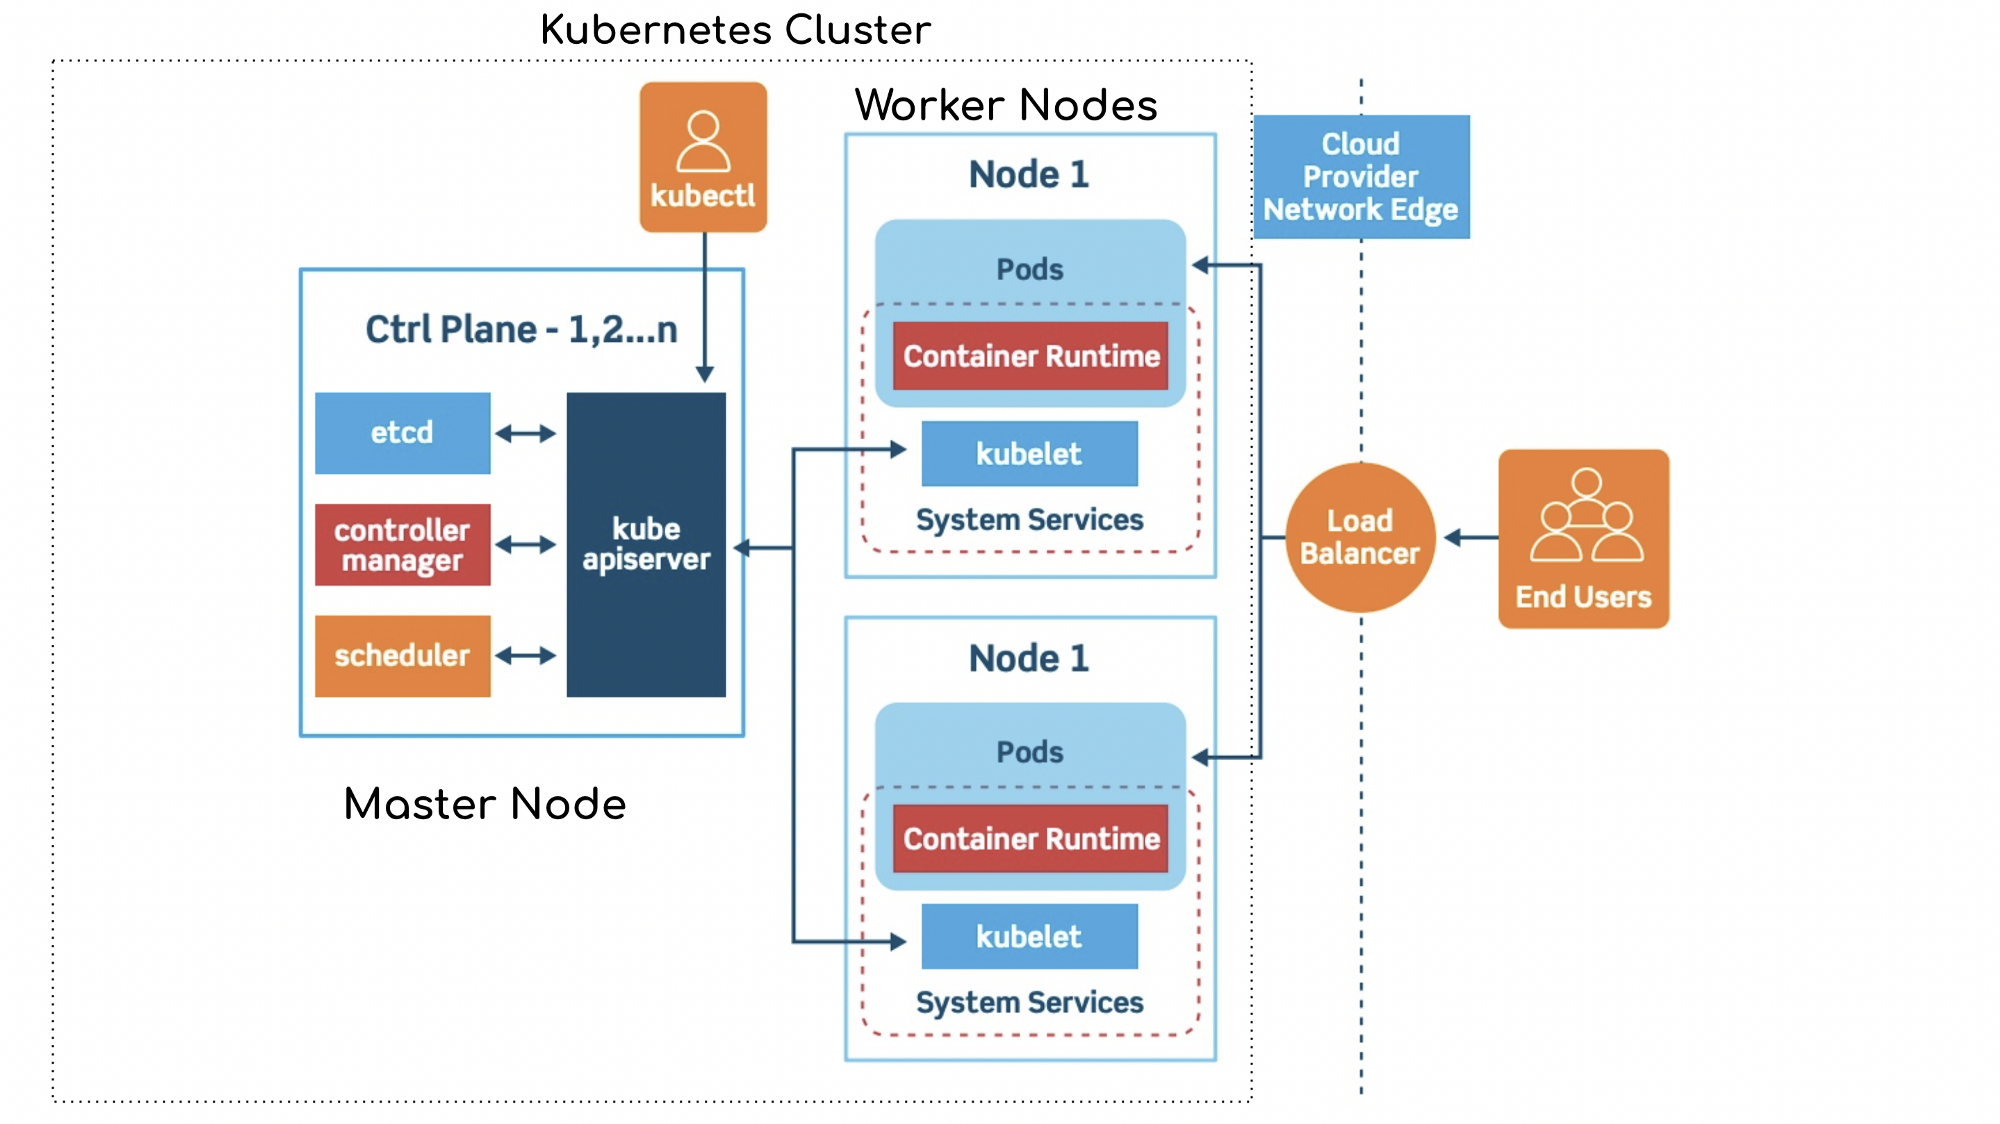 Kubernetes Cluster
kubectl
Ctrl Plane - 1,2...n
etcd
controller
manager
scheduler
kube
apiserver
Master Node
Worker Nodes
Node 1
Pods
Container Runtime
kubelet
System Services
Node 1
Pods
Container Runtime
kubelet
System Services
Cloud
Provider
Network Edge
Load
Balancer
End Users